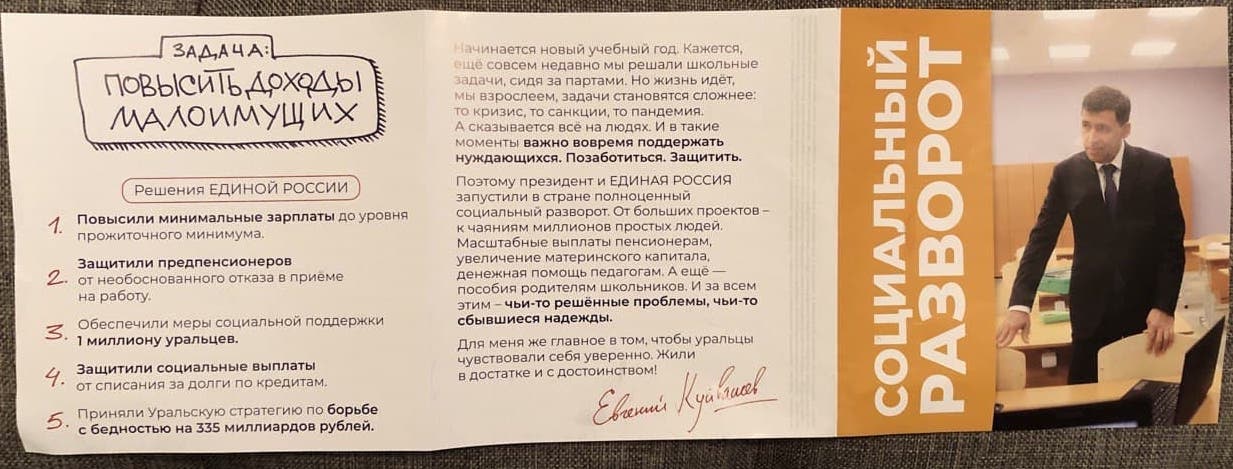 ЗАДАЧА:
ПОВЫСИТЬ ДОХОДЫ
МАЛОИМУЩИХ
Решения ЕДИНОЙ РОССИИ
1. Повысили минимальные зарплаты до уровня
прожиточного минимума.
2. Защитили предпенсионеров
от необоснованного отказа в приёме
на работу.
3. Обеспечили меры социальной поддержки
1 миллиону уральцев.
4. Защитили социальные выплаты
от списания за долги по кредитам.
5. Приняли Уральскую стратегию по борьбе
с бедностью на 335 миллиардов рублей.
Начинается новый учебный год. Кажется,
ещё совсем недавно мы решали школьные
задачи, сидя за партами. Но жизнь идёт,
мы взрослеем, задачи становятся сложнее:
то кризис, то санкции, то пандемия.
А сказывается всё на людях. И в такие
моменты важно вовремя поддержать
нуждающихся. Позаботиться. Защитить.
Поэтому президент и ЕДИНАЯ РОССИЯ
запустили в стране полноценный
социальный разворот. От больших проектов –
к чаяниям миллионов простых людей.
Масштабные выплаты пенсионерам,
увеличение материнского капитала,
денежная помощь педагогам. А ещё —
пособия родителям школьников. И за всем
этим – чьи-то решённые проблемы, чьи-то
сбывшиеся надежды.
Для меня же главное в том, чтобы уральцы
чувствовали себя уверенно. Жили
в достатке и с достоинством!
Евгений Куйвашев
СОЦИАЛЬНЫЙ
РАЗВОРОТ